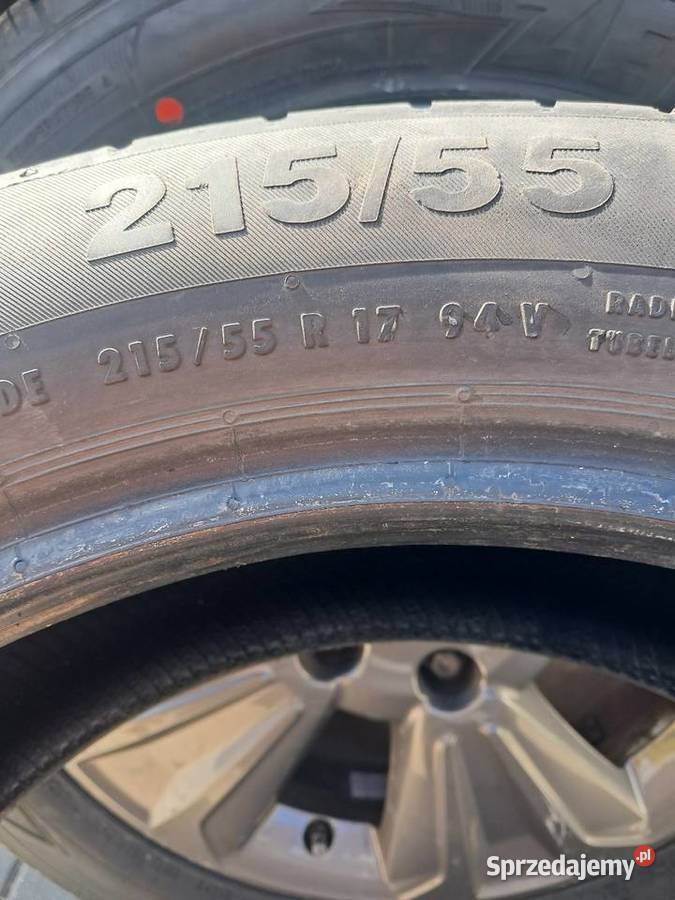 215/55
DE 215/55 R 17 94 V RADI
TUBEL
Sprzedajemy.pl